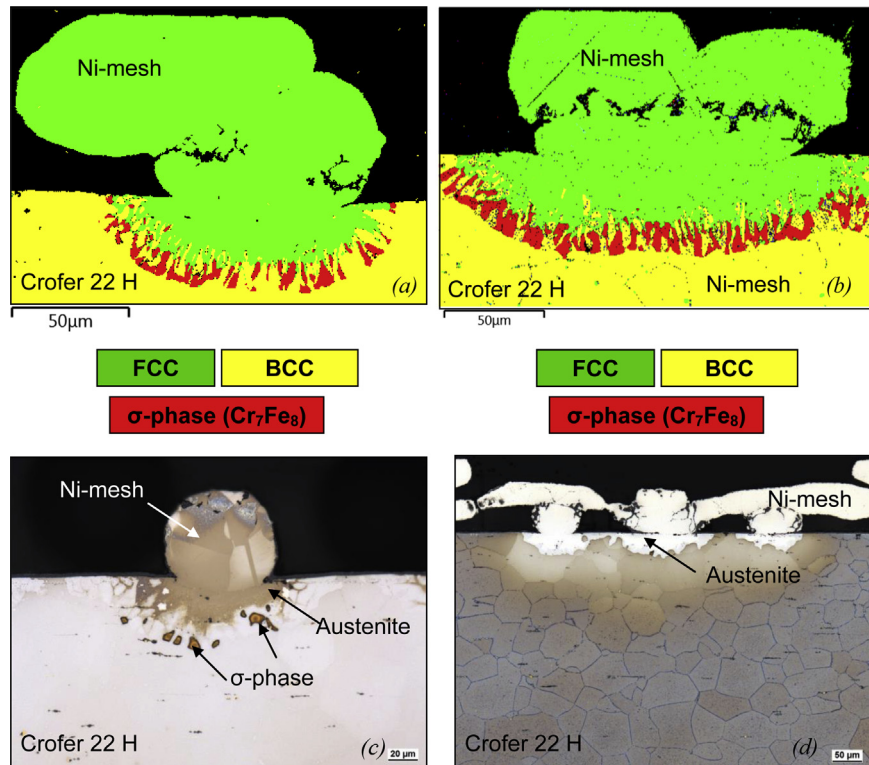 Ni-mesh
Crofer 22 H
(a)
50µm
Ni-mesh
Crofer 22 H
Ni-mesh
(b)
50µm
FCC
BCC
σ-phase (Cr₇Fe₈)
FCC
BCC
σ-phase (Cr₇Fe₈)
Ni-mesh
Austenite
σ-phase
Crofer 22 H
(c)
20 µm
Ni-mesh
Austenite
Crofer 22 H
(d)
50 µm